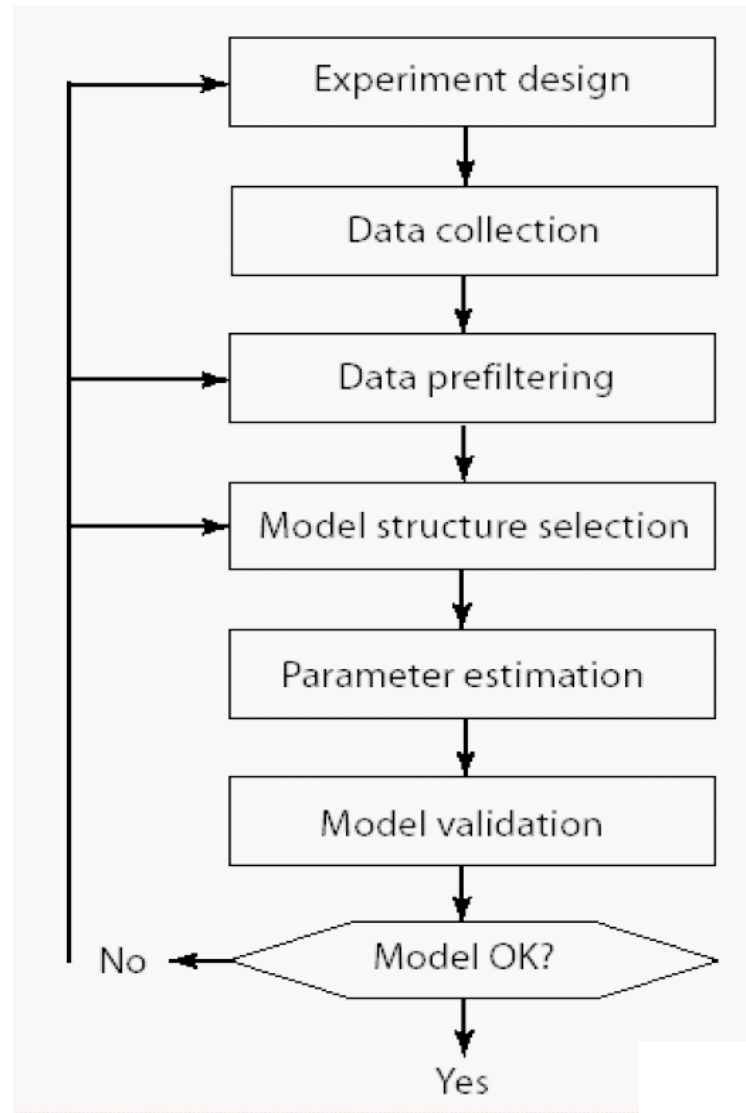 Experiment design
Data collection
Data prefiltering
Model structure selection
Parameter estimation
Model validation
Model OK?
No
Yes